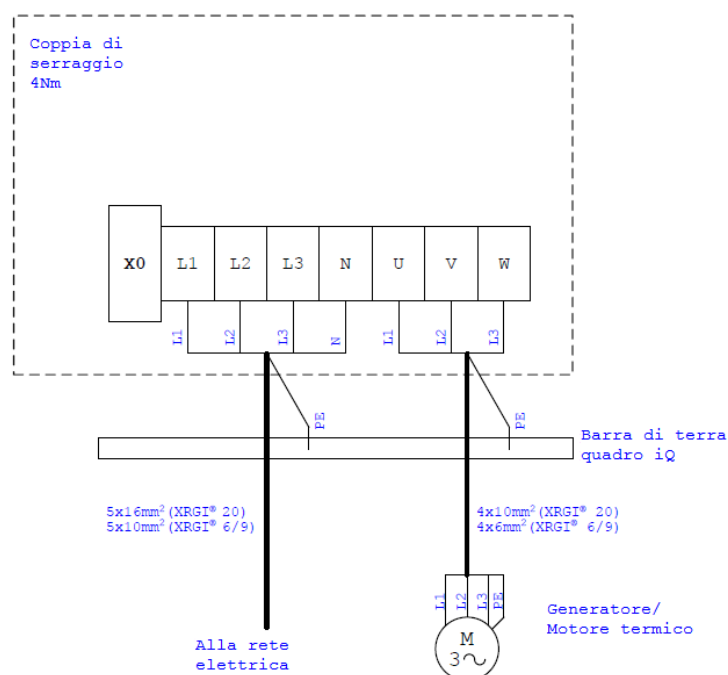 Coppia di
serraggio
4Nm
X0 L1 L2 L3 N U V W
L1 L2 L3 N L1 L2 L3
PE PE
Barra di terra
quadro iQ
5x16mm² (XRGI® 20)
5x10mm² (XRGI® 6/9)
4x10mm² (XRGI® 20)
4x6mm² (XRGI® 6/9)
L1 L2 L3 PE
Generatore/
Motore termico
M
3~
Alla rete
elettrica